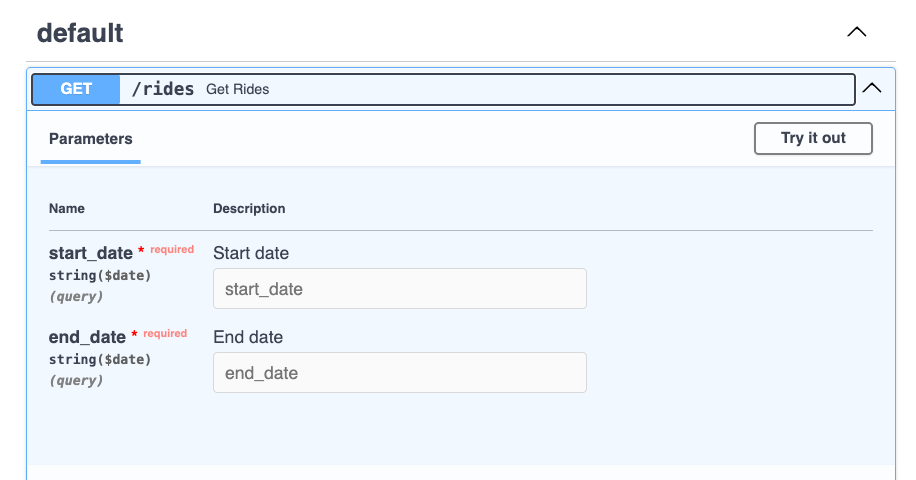 default
GET /rides Get Rides
Parameters
Try it out
Name Description
start_date * required Start date
string($date)
(query)
start_date
end_date * required End date
string($date)
(query)
end_date